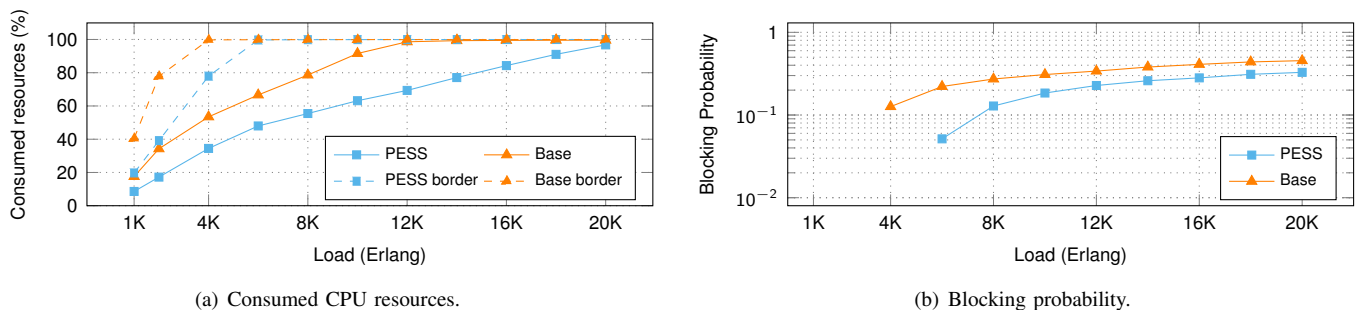 Consumed resources (%)
100
80
60
40
20
0
PESS
Base
PESS border
Base border
1K 4K 8K 12K 16K 20K
Load (Erlang)
(a) Consumed CPU resources.
Blocking Probability
1
10⁻¹
10⁻²
PESS
Base
1K 4K 8K 12K 16K 20K
Load (Erlang)
(b) Blocking probability.